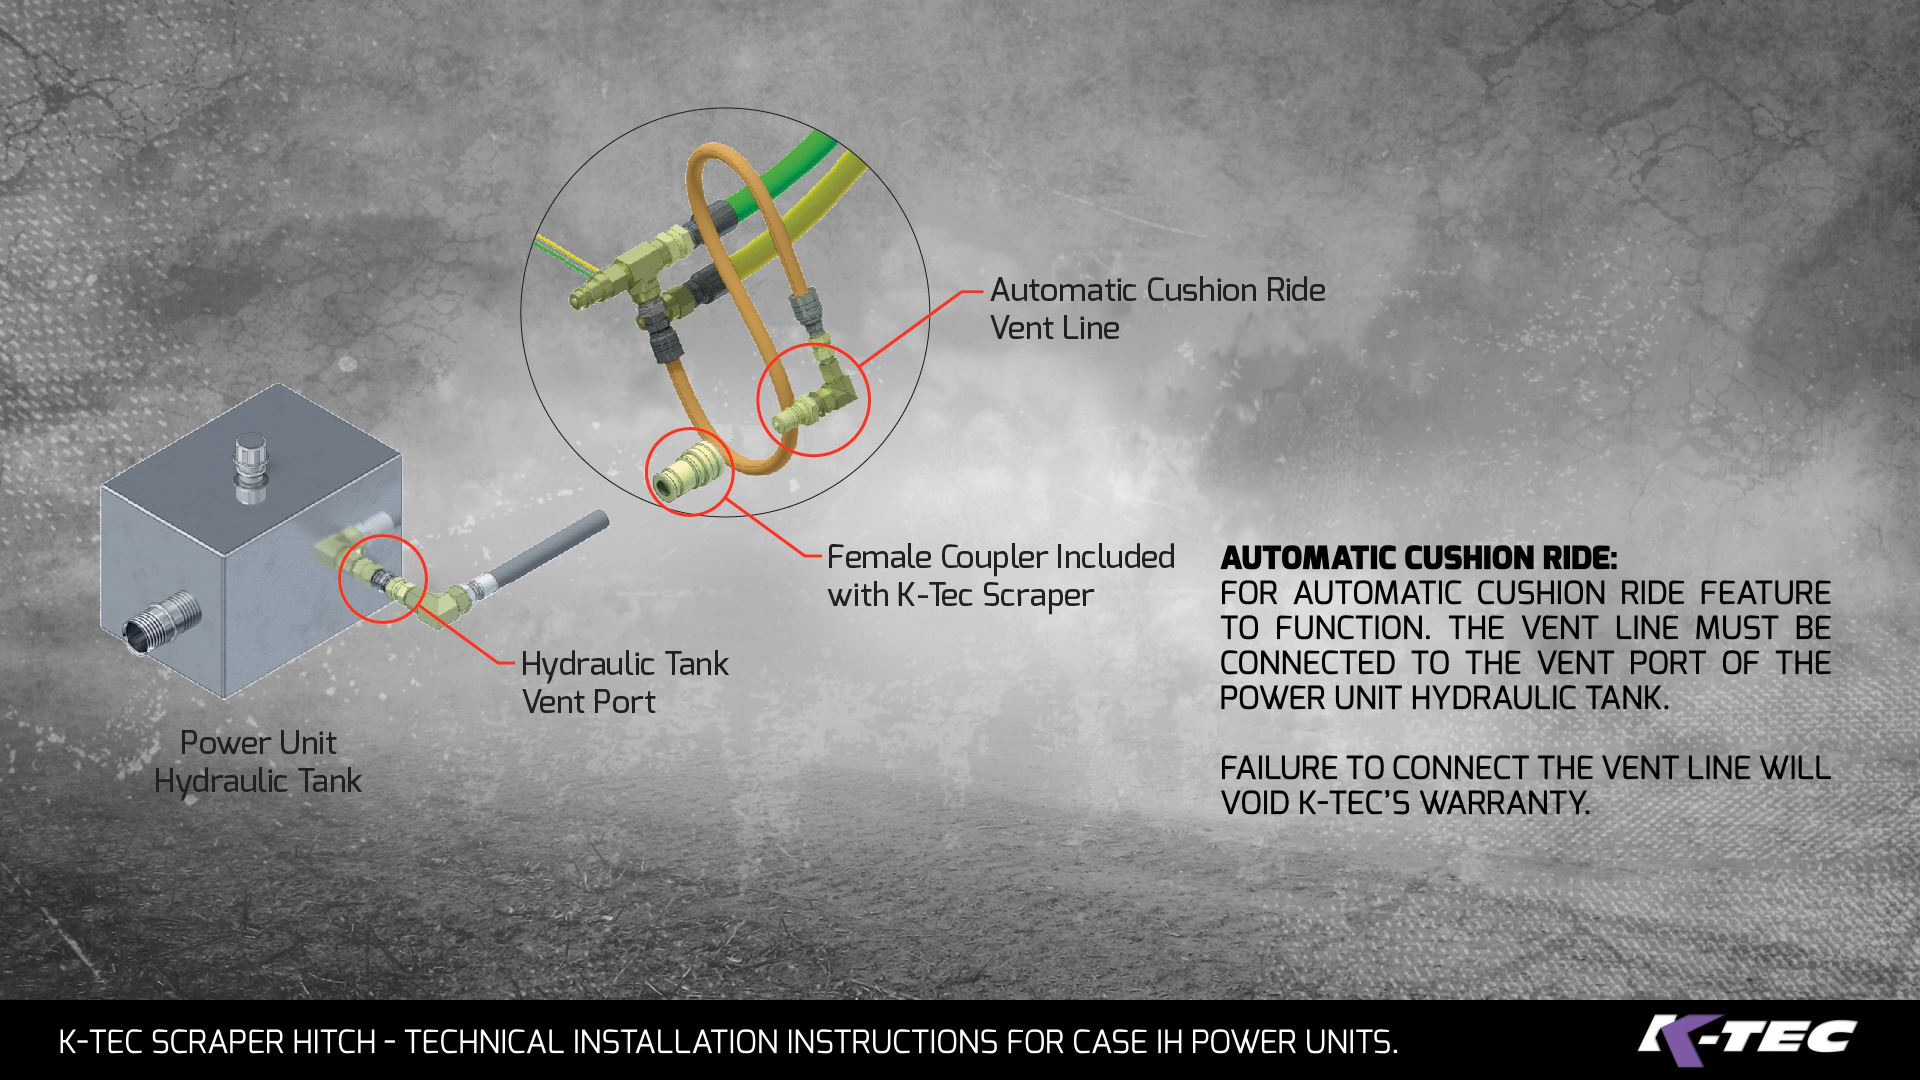 Automatic Cushion Ride
Vent Line
Female Coupler Included
with K-Tec Scraper
Hydraulic Tank
Vent Port
Power Unit
Hydraulic Tank
AUTOMATIC CUSHION RIDE:
FOR AUTOMATIC CUSHION RIDE FEATURE
TO FUNCTION. THE VENT LINE MUST BE
CONNECTED TO THE VENT PORT OF THE
POWER UNIT HYDRAULIC TANK.
FAILURE TO CONNECT THE VENT LINE WILL
VOID K-TEC'S WARRANTY.
K-TEC SCRAPER HITCH - TECHNICAL INSTALLATION INSTRUCTIONS FOR CASE IH POWER UNITS.
K-TEC